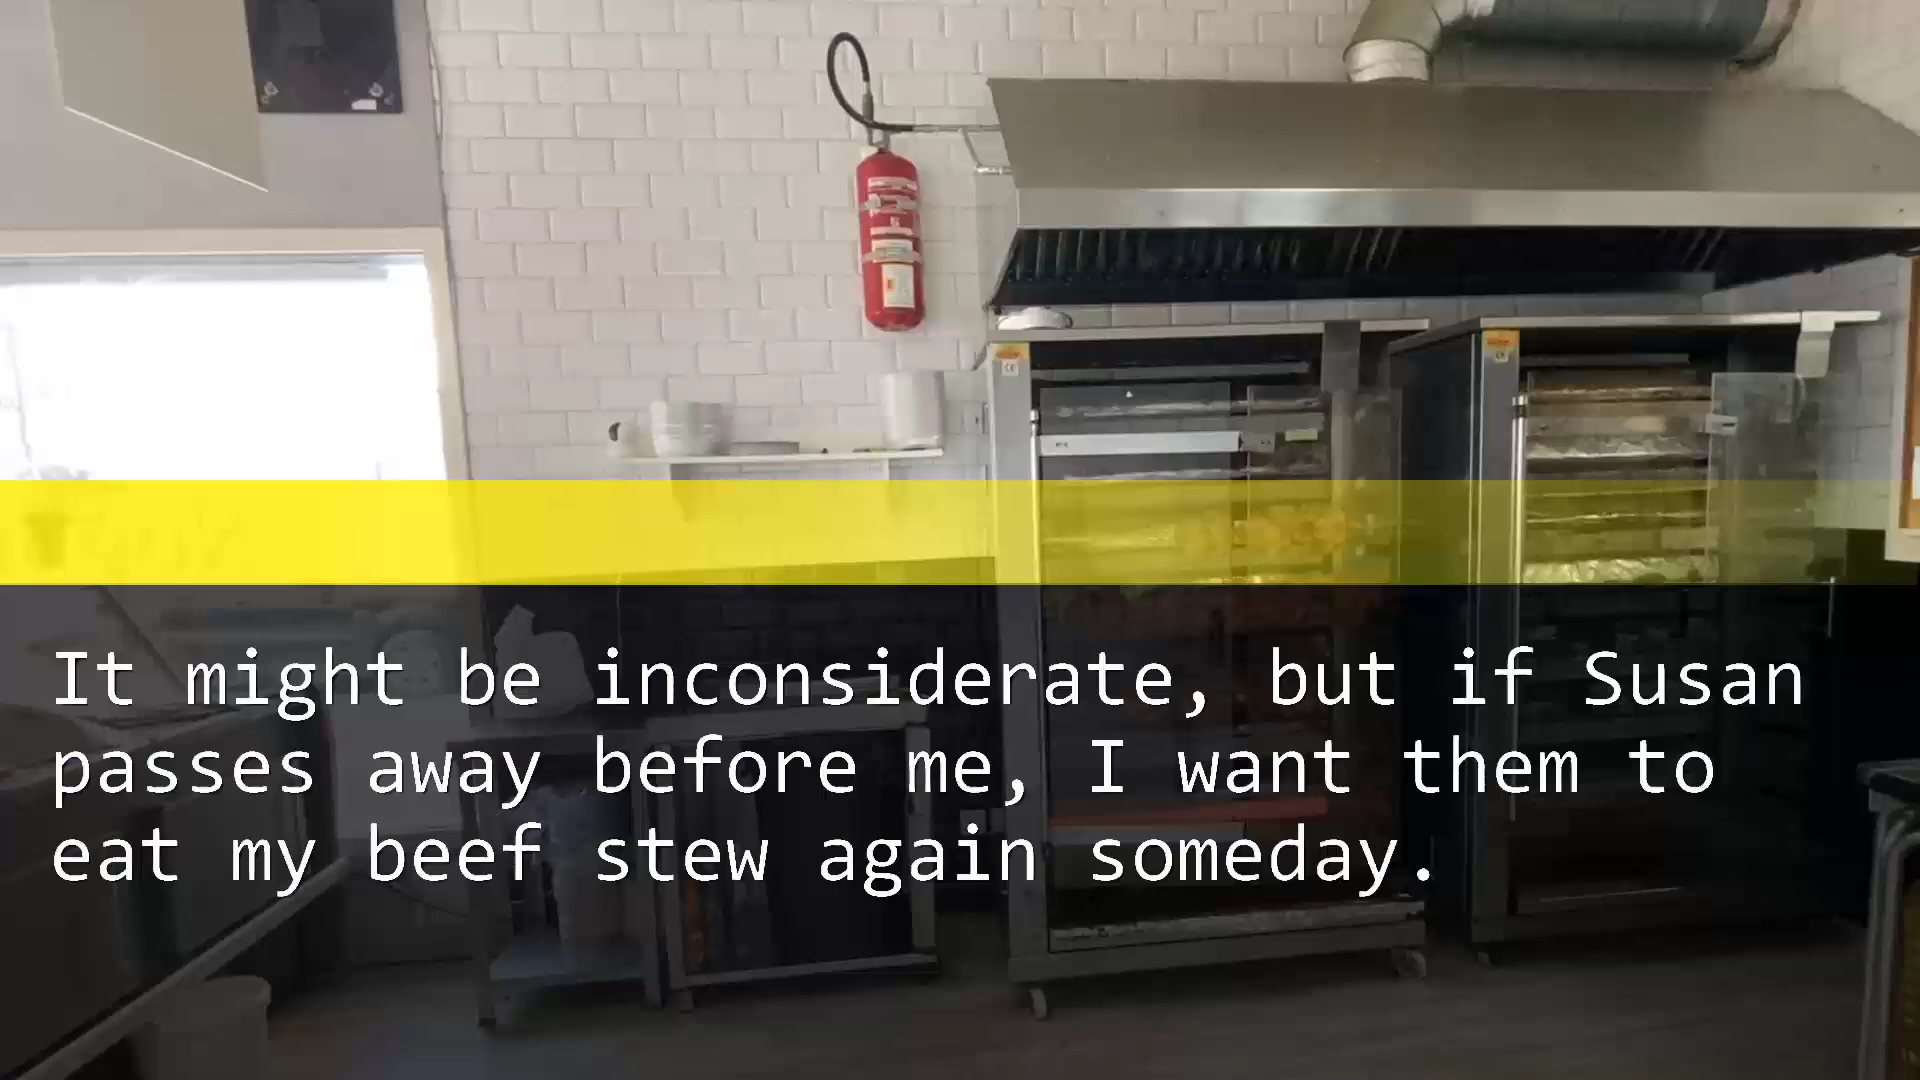 It might be inconsiderate, but if Susan
passes away before me, I want them to
eat my beef stew again someday.